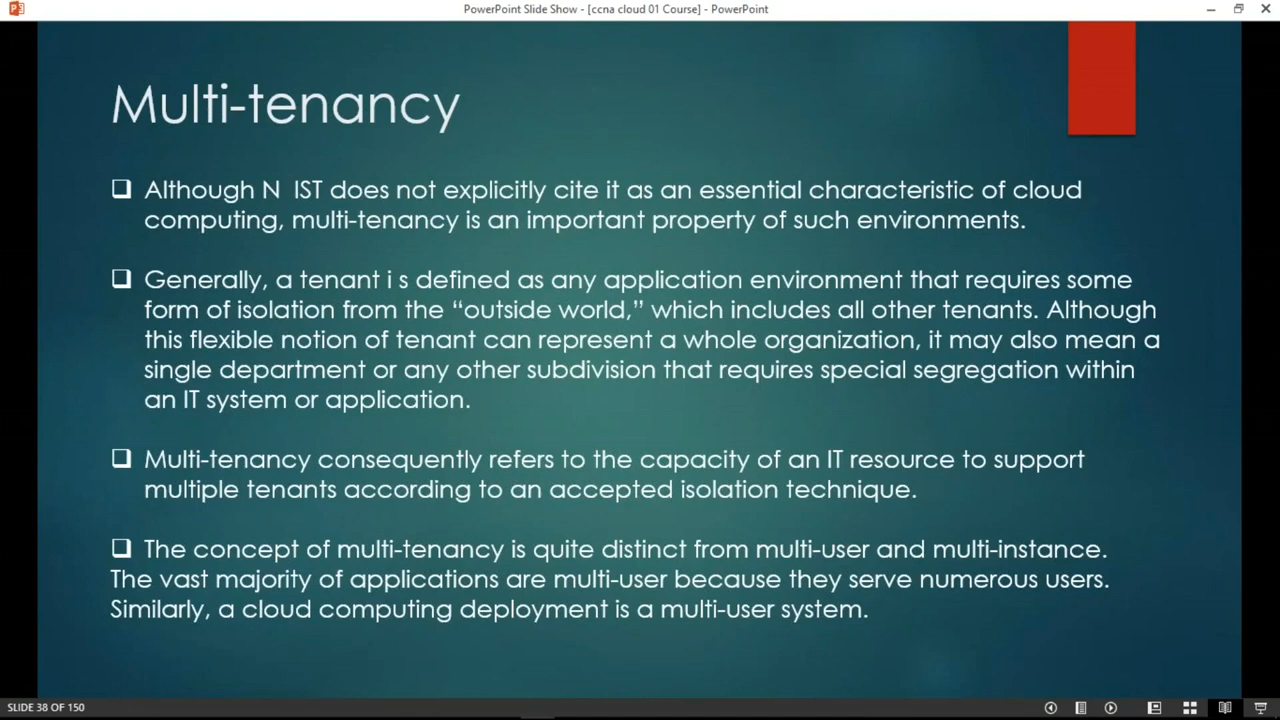 PowerPoint Slide Show - [ccna cloud 01 Course] - PowerPoint
Multi-tenancy
Although N  IST does not explicitly cite it as an essential characteristic of cloud
computing, multi-tenancy is an important property of such environments.
Generally, a tenant i s defined as any application environment that requires some
form of isolation from the “outside world,” which includes all other tenants. Although
this flexible notion of tenant can represent a whole organization, it may also mean a
single department or any other subdivision that requires special segregation within
an IT system or application.
Multi-tenancy consequently refers to the capacity of an IT resource to support
multiple tenants according to an accepted isolation technique.
The concept of multi-tenancy is quite distinct from multi-user and multi-instance.
The vast majority of applications are multi-user because they serve numerous users.
Similarly, a cloud computing deployment is a multi-user system.
SLIDE 38 OF 150